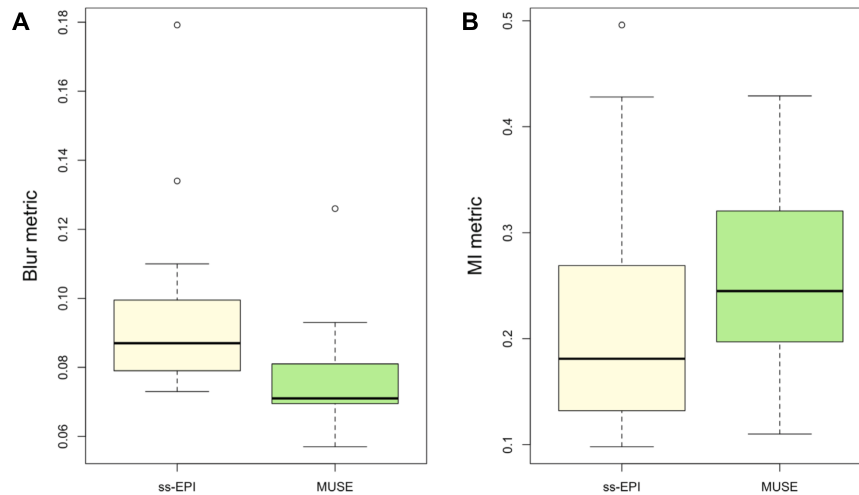 A
Blur metric
0.18
0.16
0.14
0.12
0.10
0.08
0.06
ss-EPI
MUSE
B
MI metric
0.5
0.4
0.3
0.2
0.1
ss-EPI
MUSE